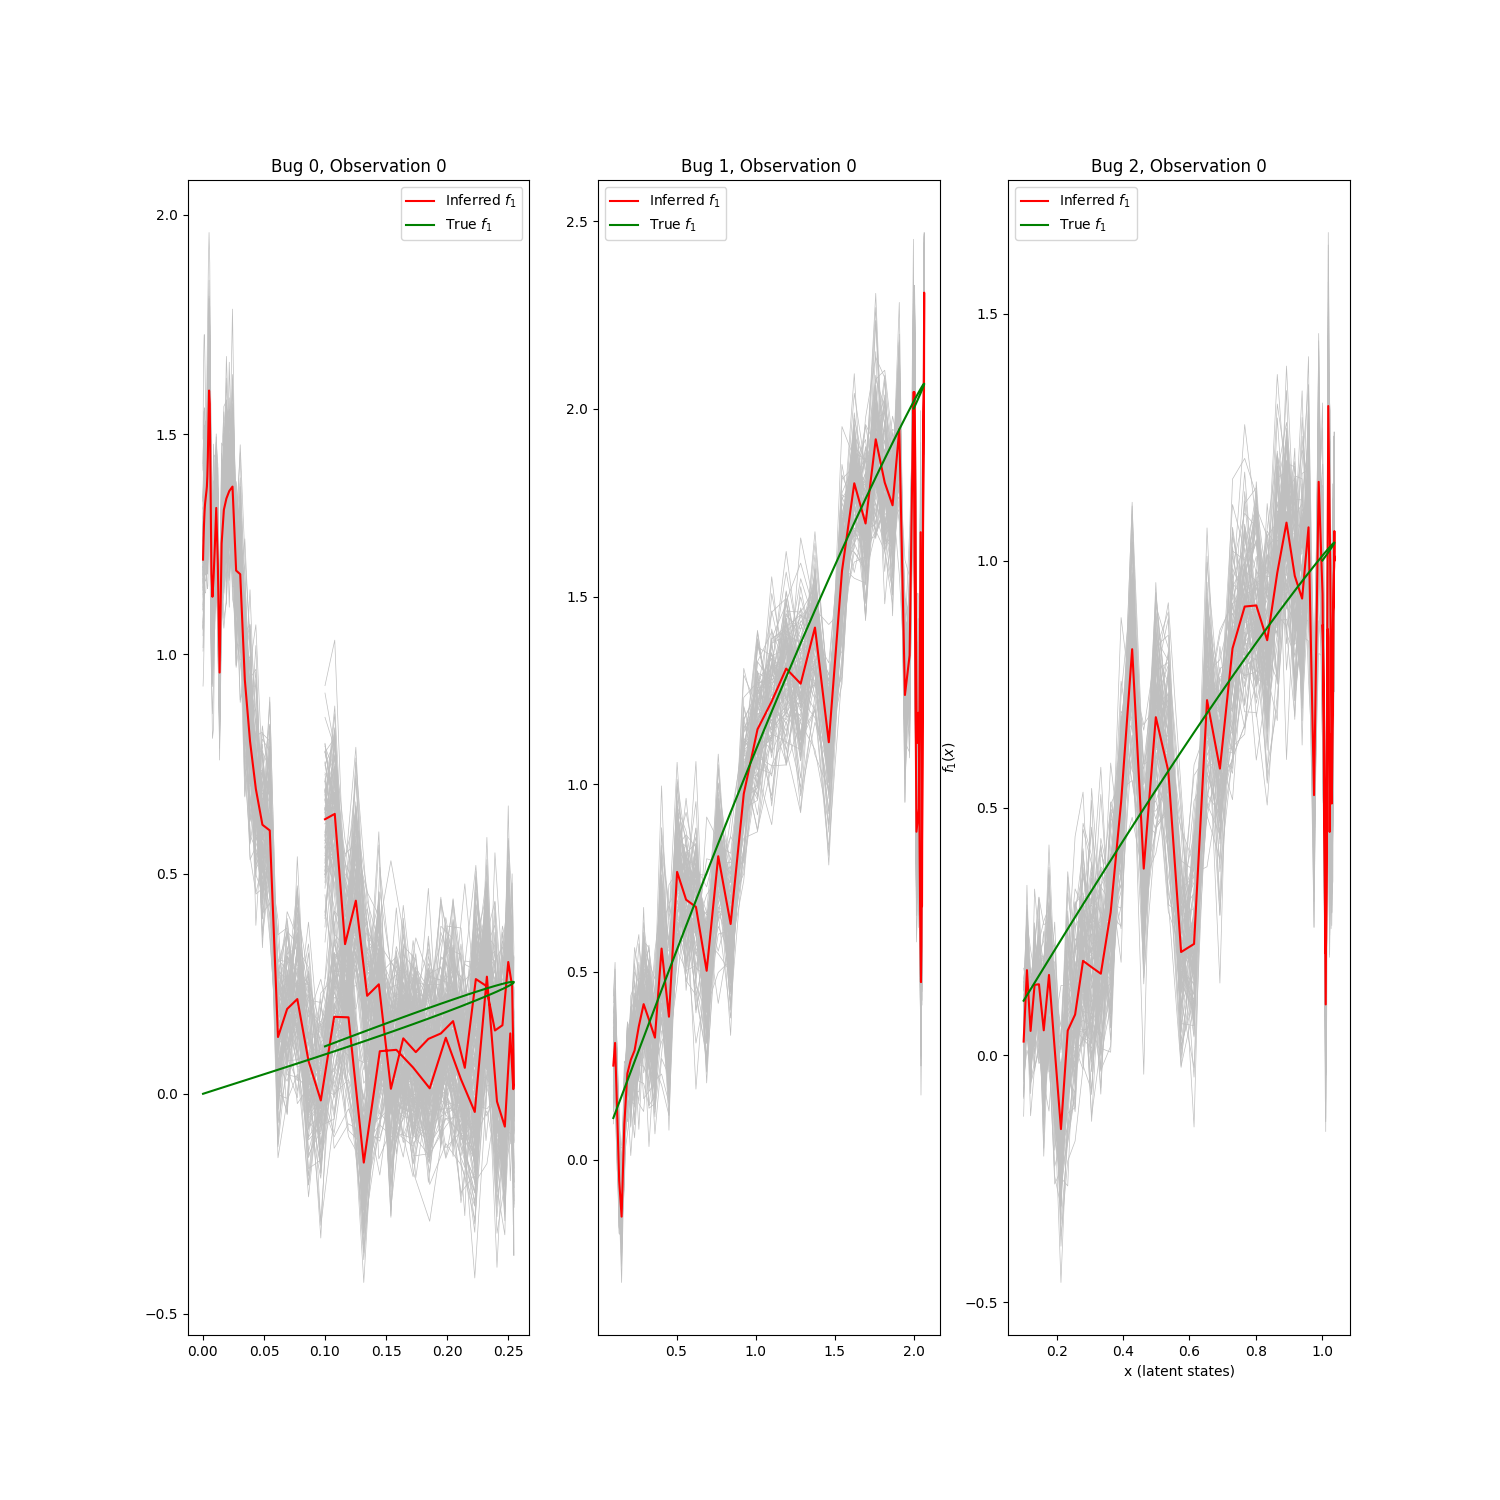 Bug 0, Observation 0
Inferred f₁
True f₁
2.0
1.5
1.0
0.5
0.0
−0.5
0.00 0.05 0.10 0.15 0.20 0.25
Bug 1, Observation 0
Inferred f₁
True f₁
2.5
2.0
1.5
1.0
0.5
0.0
0.5 1.0 1.5 2.0
Bug 2, Observation 0
Inferred f₁
True f₁
f₁(x)
1.5
1.0
0.5
0.0
−0.5
0.2 0.4 0.6 0.8 1.0
x (latent states)